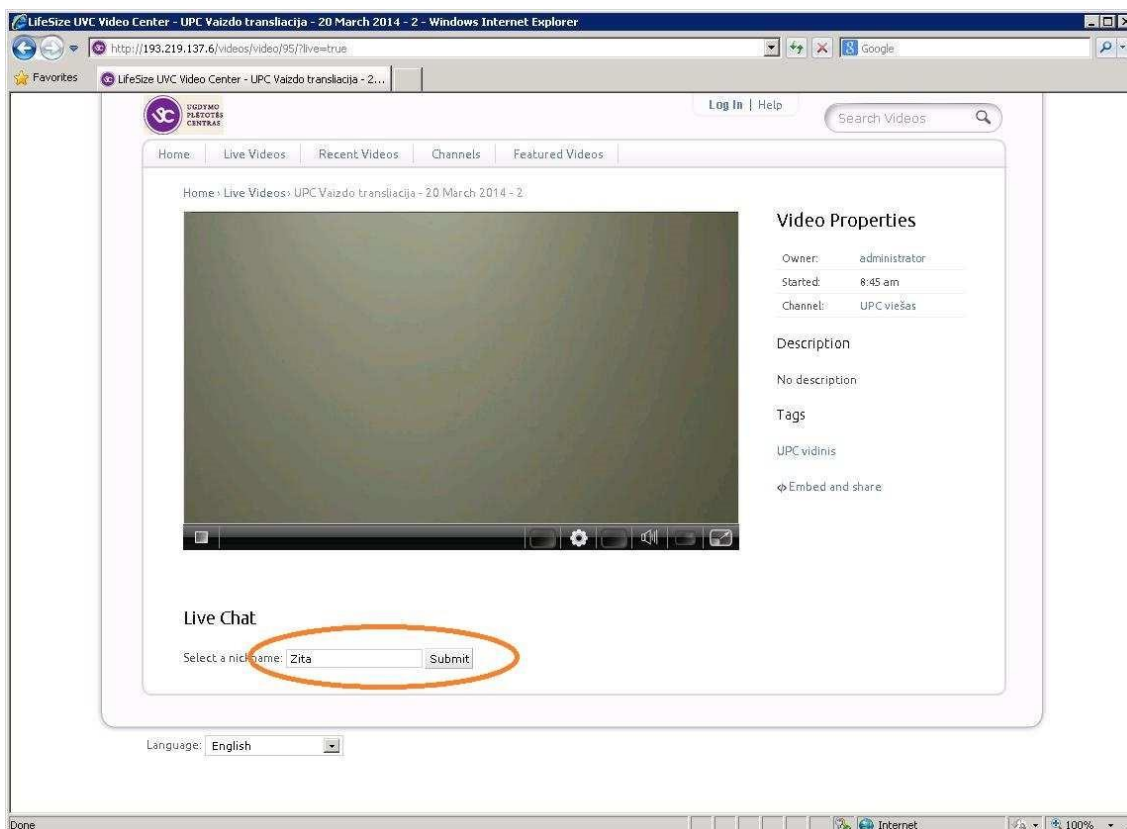 LifeSize UVC Video Center - UPC Vaizdo transliacija - 20 March 2014 - 2 - Windows Internet Explorer
http://193.219.137.6/videos/video/95/?live=true
Google
Favorites
LifeSize UVC Video Center - UPC Vaizdo transliacija - 2...
UGDYMO
PLĖTOTĖS
CENTRAS
Log In | Help
Search Videos
Home Live Videos Recent Videos Channels Featured Videos
Home › Live Videos › UPC Vaizdo transliacija - 20 March 2014 - 2
Video Properties
Owner: administrator
Started: 8:45 am
Channel: UPC viešas
Description
No description
Tags
UPC vidinis
Embed and share
Live Chat
Select a nickname: Zita Submit
Language: English
Done Internet 100%